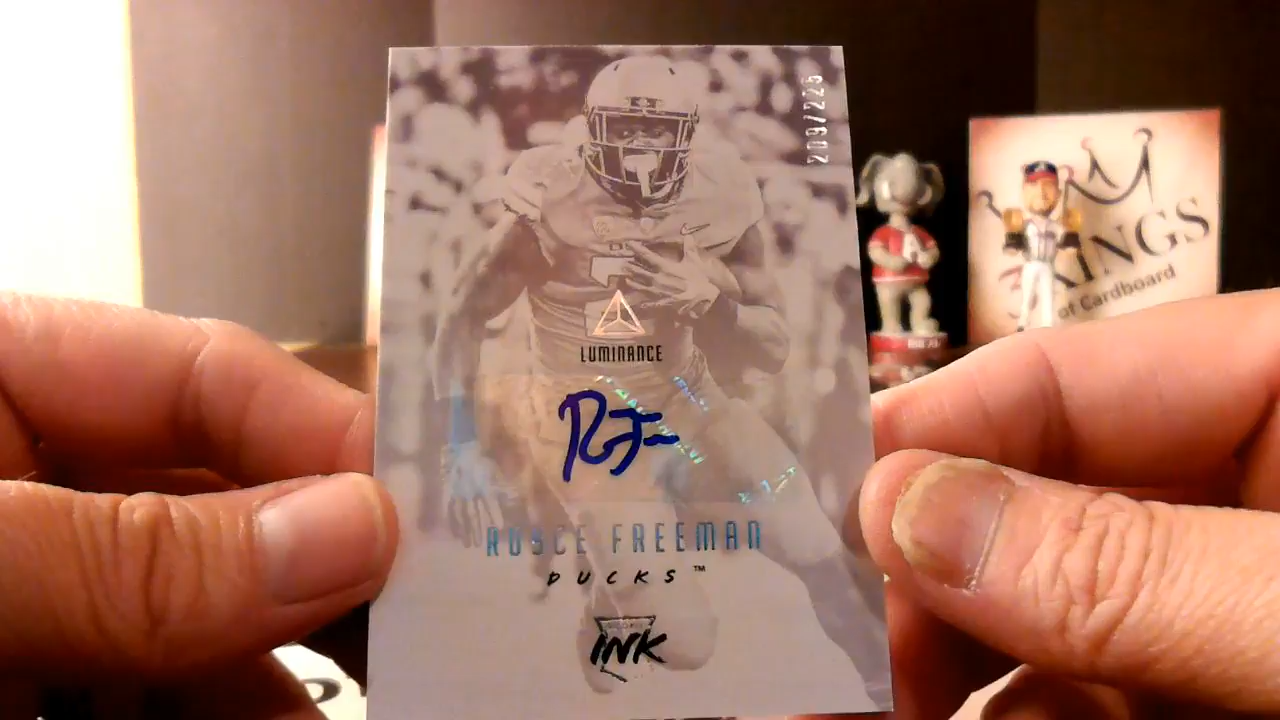 209/225
LUMINANCE
ROYCE FREEMAN
DUCKS™
INK
KINGS
of Cardboard
A